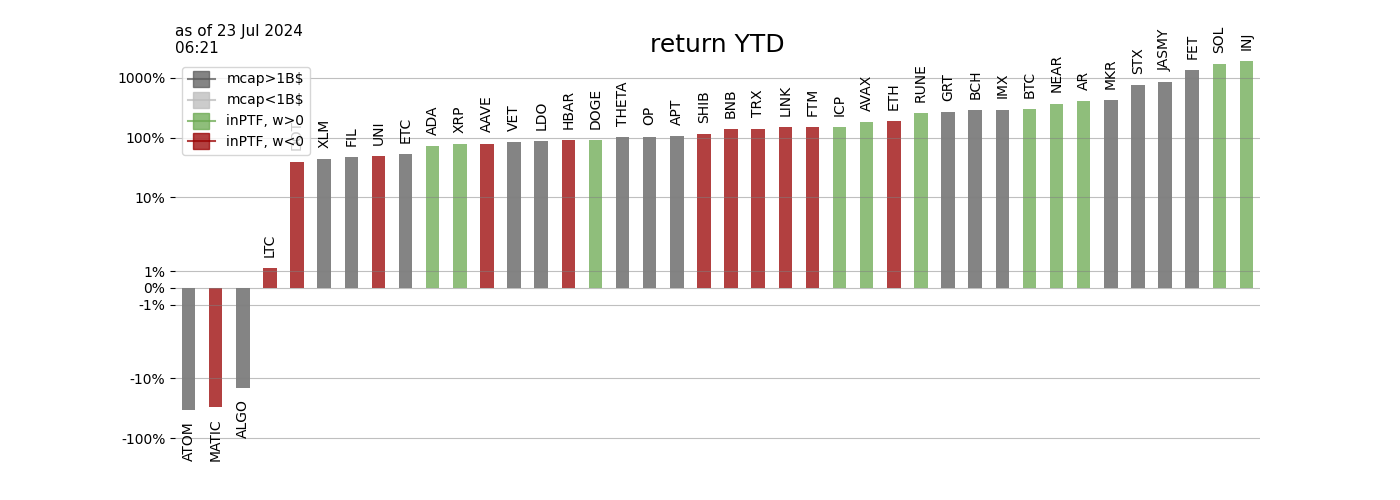 as of 23 Jul 2024
06:21
return YTD
mcap>1B$
mcap<1B$
inPTF, w>0
inPTF, w<0
1000%
100%
10%
1%
0%
-1%
-10%
-100%
ATOM
MATIC
ALGO
LTC
XLM
FIL
UNI
ETC
ADA
XRP
AAVE
VET
LDO
HBAR
DOGE
THETA
OP
APT
SHIB
BNB
TRX
LINK
FTM
ICP
AVAX
ETH
RUNE
GRT
BCH
IMX
BTC
NEAR
AR
MKR
STX
JASMY
FET
SOL
INJ